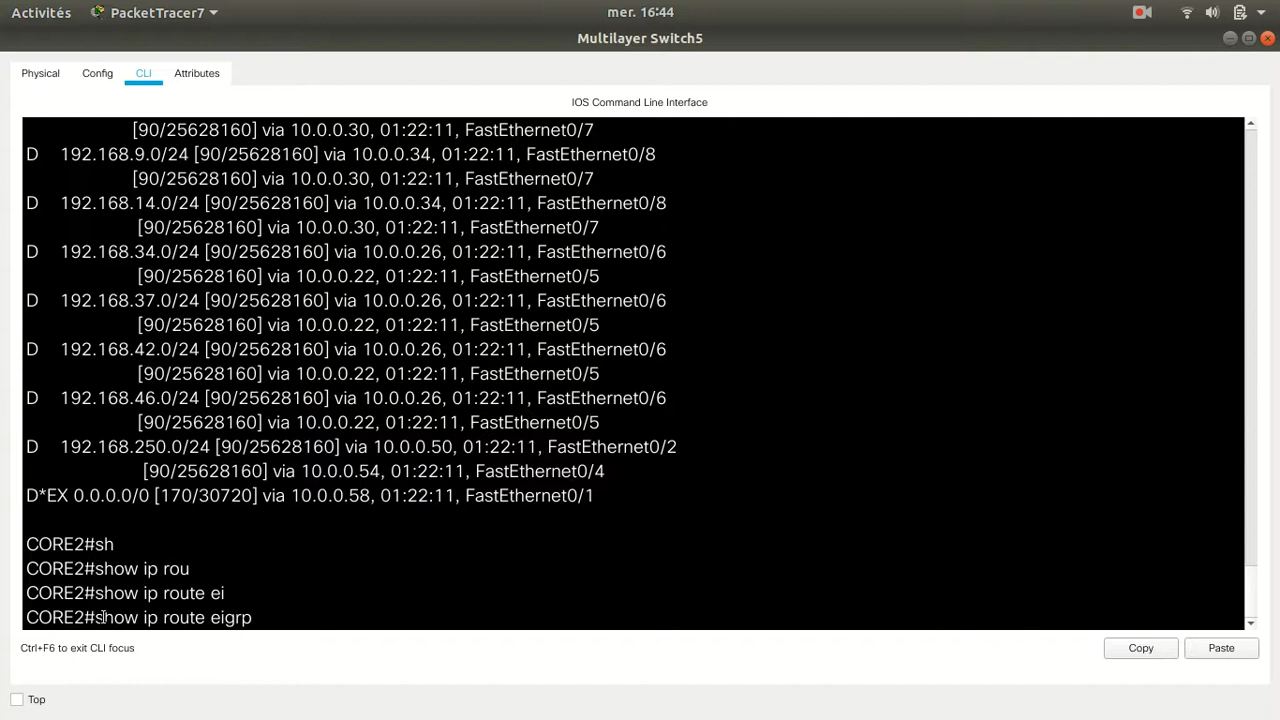 Activités
PacketTracer7
mer. 16:44
Multilayer Switch5
Physical
Config
CLI
Attributes
IOS Command Line Interface
[90/25628160] via 10.0.0.30, 01:22:11, FastEthernet0/7
D 192.168.9.0/24 [90/25628160] via 10.0.0.34, 01:22:11, FastEthernet0/8
[90/25628160] via 10.0.0.30, 01:22:11, FastEthernet0/7
D 192.168.14.0/24 [90/25628160] via 10.0.0.34, 01:22:11, FastEthernet0/8
[90/25628160] via 10.0.0.30, 01:22:11, FastEthernet0/7
D 192.168.34.0/24 [90/25628160] via 10.0.0.26, 01:22:11, FastEthernet0/6
[90/25628160] via 10.0.0.22, 01:22:11, FastEthernet0/5
D 192.168.37.0/24 [90/25628160] via 10.0.0.26, 01:22:11, FastEthernet0/6
[90/25628160] via 10.0.0.22, 01:22:11, FastEthernet0/5
D 192.168.42.0/24 [90/25628160] via 10.0.0.26, 01:22:11, FastEthernet0/6
[90/25628160] via 10.0.0.22, 01:22:11, FastEthernet0/5
D 192.168.46.0/24 [90/25628160] via 10.0.0.26, 01:22:11, FastEthernet0/6
[90/25628160] via 10.0.0.22, 01:22:11, FastEthernet0/5
D 192.168.250.0/24 [90/25628160] via 10.0.0.50, 01:22:11, FastEthernet0/2
[90/25628160] via 10.0.0.54, 01:22:11, FastEthernet0/4
D*EX 0.0.0.0/0 [170/30720] via 10.0.0.58, 01:22:11, FastEthernet0/1
CORE2#sh
CORE2#show ip rou
CORE2#show ip route ei
CORE2#show ip route eigrp
Ctrl+F6 to exit CLI focus
Copy
Paste
Top